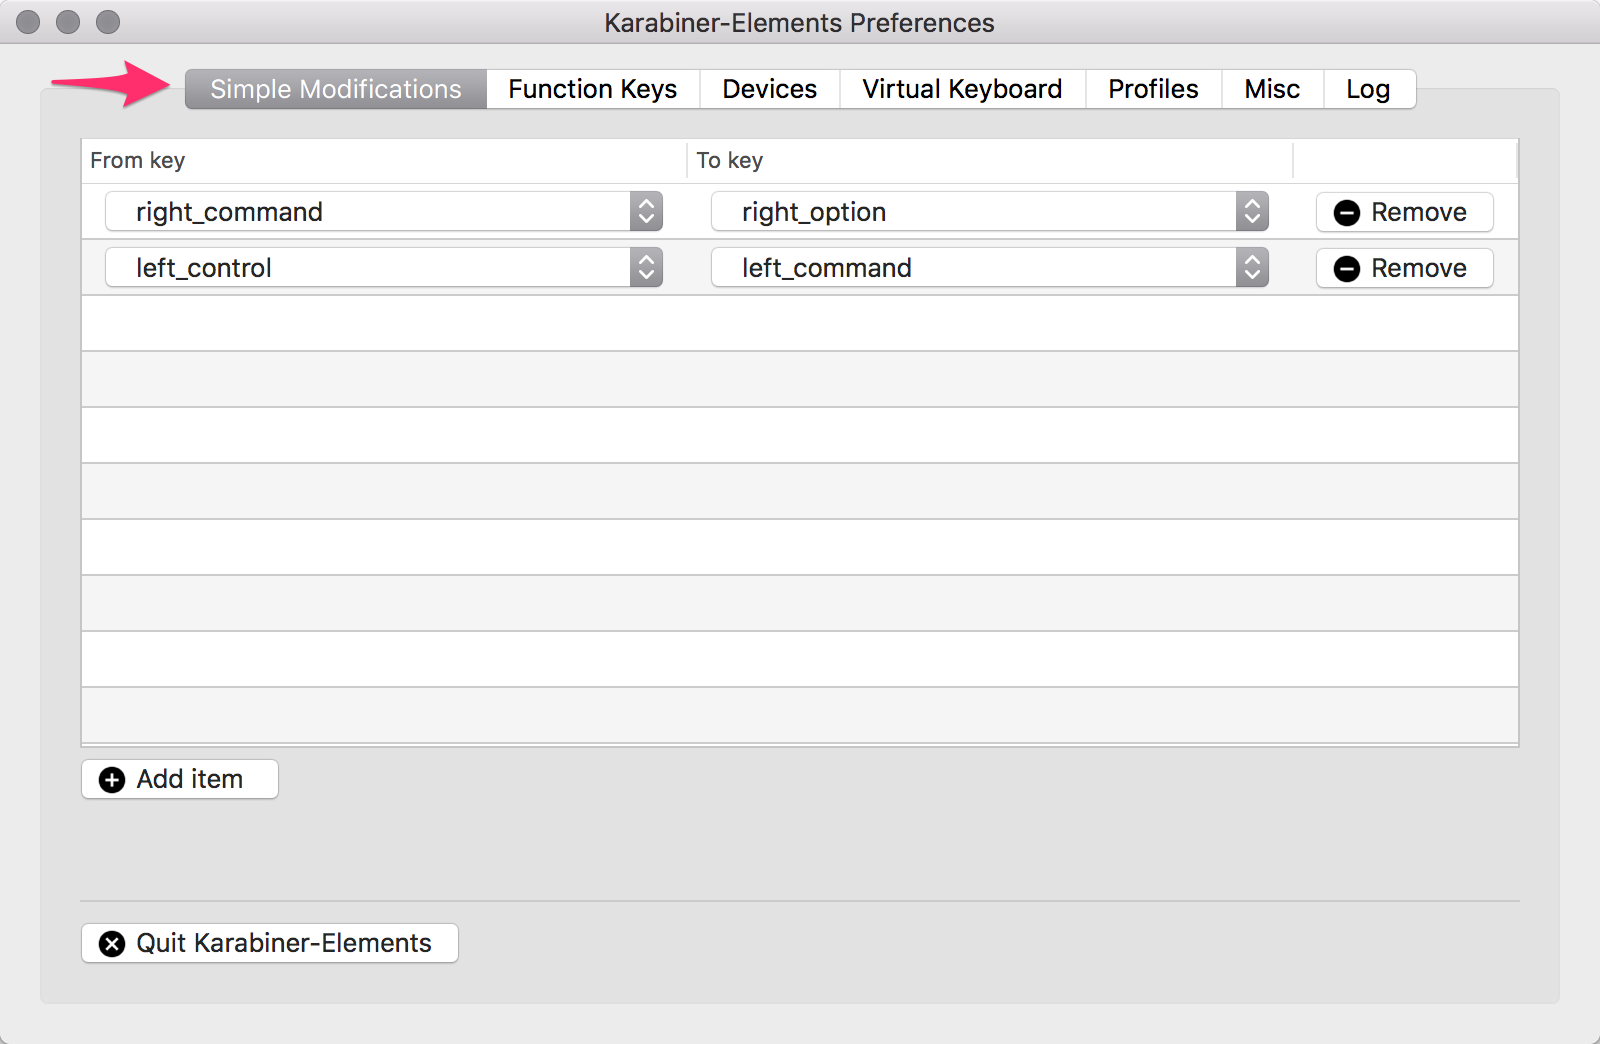 Karabiner-Elements Preferences
Simple Modifications Function Keys Devices Virtual Keyboard Profiles Misc Log
From key To key
right_command right_option Remove
left_control left_command Remove
Add item
Quit Karabiner-Elements